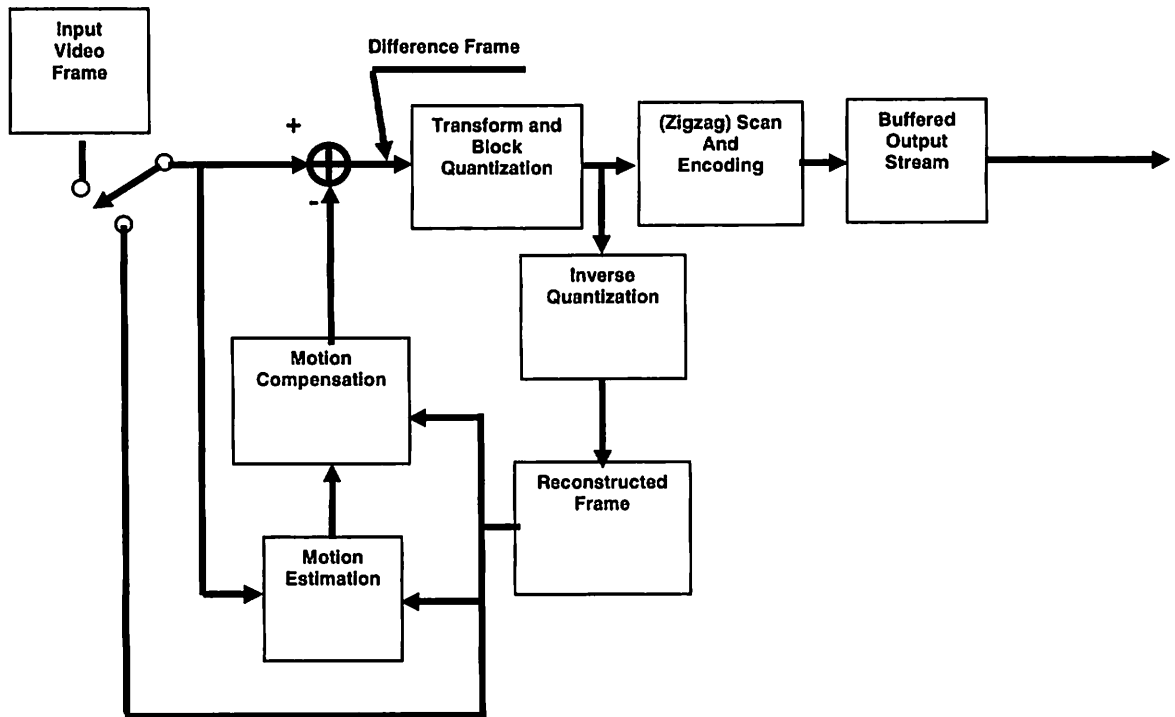 Input
Video
Frame
Difference Frame
+
-
Transform and
Block
Quantization
(Zigzag) Scan
And
Encoding
Buffered
Output
Stream
Inverse
Quantization
Motion
Compensation
Reconstructed
Frame
Motion
Estimation